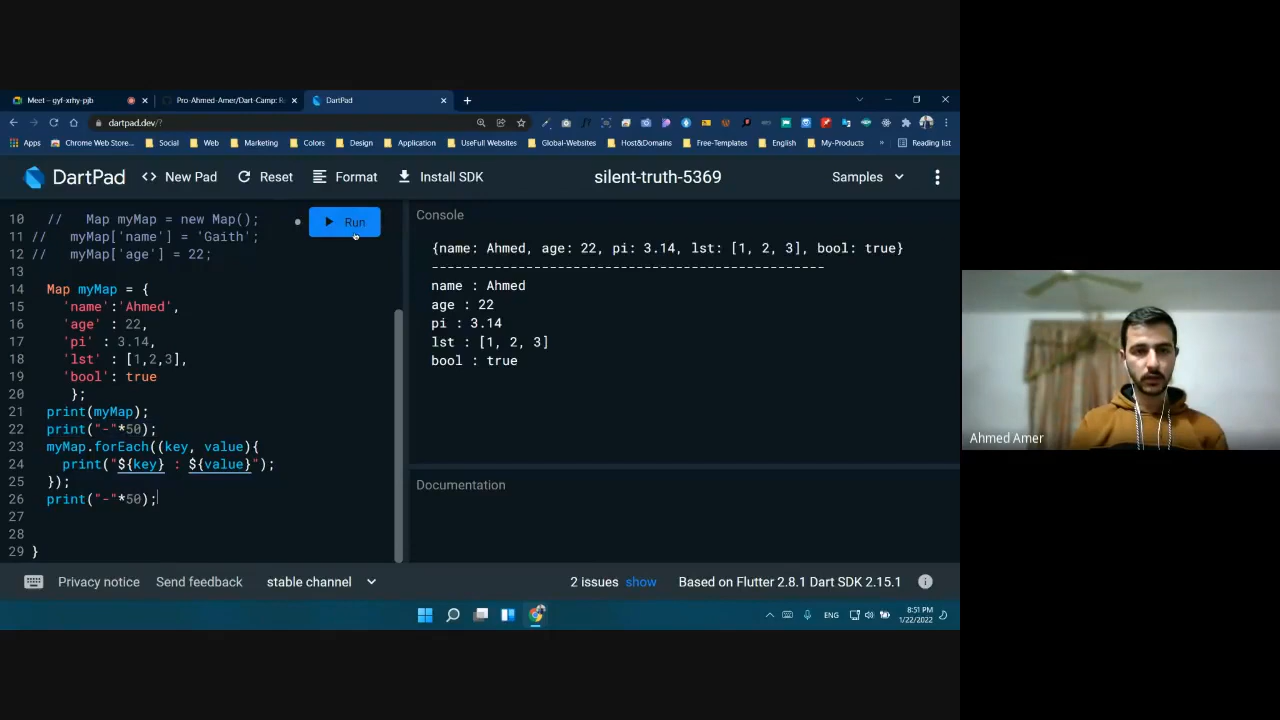 Meet – gyf-xrhy-pjb
Pro-Ahmed-Amer/Dart-Camp: R
DartPad
dartpad.dev/?
Apps
Chrome Web Store...
Social
Web
Marketing
Colors
Design
Application
UseFull Websites
Global-Websites
Host&Domains
Free-Templates
English
My-Products
»
Reading list
DartPad
<> New Pad
Reset
Format
Install SDK
silent-truth-5369
Samples
Run
10 //   Map myMap = new Map();
11 //   myMap['name'] = 'Gaith';
12 //   myMap['age'] = 22;
13
14 Map myMap = {
15 'name':'Ahmed',
16 'age' : 22,
17 'pi' : 3.14,
18 'lst' : [1,2,3],
19 'bool': true
20 };
21 print(myMap);
22 print("-"*50);
23 myMap.forEach((key, value){
24 print("${key} : ${value}");
25 });
26 print("-"*50);
27
28
29 }
Console
{name: Ahmed, age: 22, pi: 3.14, lst: [1, 2, 3], bool: true}
--------------------------------------------------
name : Ahmed
age : 22
pi : 3.14
lst : [1, 2, 3]
bool : true
Documentation
Privacy notice
Send feedback
stable channel
2 issues show
Based on Flutter 2.8.1 Dart SDK 2.15.1
ENG
8:51 PM
1/22/2022
Ahmed Amer